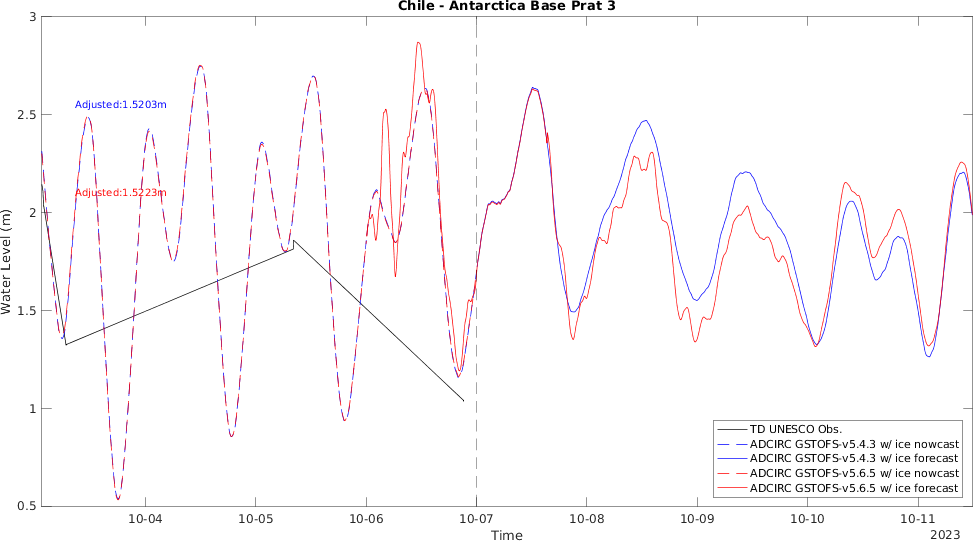 Chile - Antarctica Base Prat 3
3
2.5
2
1.5
1
0.5
Water Level (m)
Adjusted:1.5203m
Adjusted:1.5223m
TD UNESCO Obs.
ADCIRC GSTOFS-v5.4.3 w/ ice nowcast
ADCIRC GSTOFS-v5.4.3 w/ ice forecast
ADCIRC GSTOFS-v5.6.5 w/ ice nowcast
ADCIRC GSTOFS-v5.6.5 w/ ice forecast
10-04 10-05 10-06 10-07 10-08 10-09 10-10 10-11
Time
2023